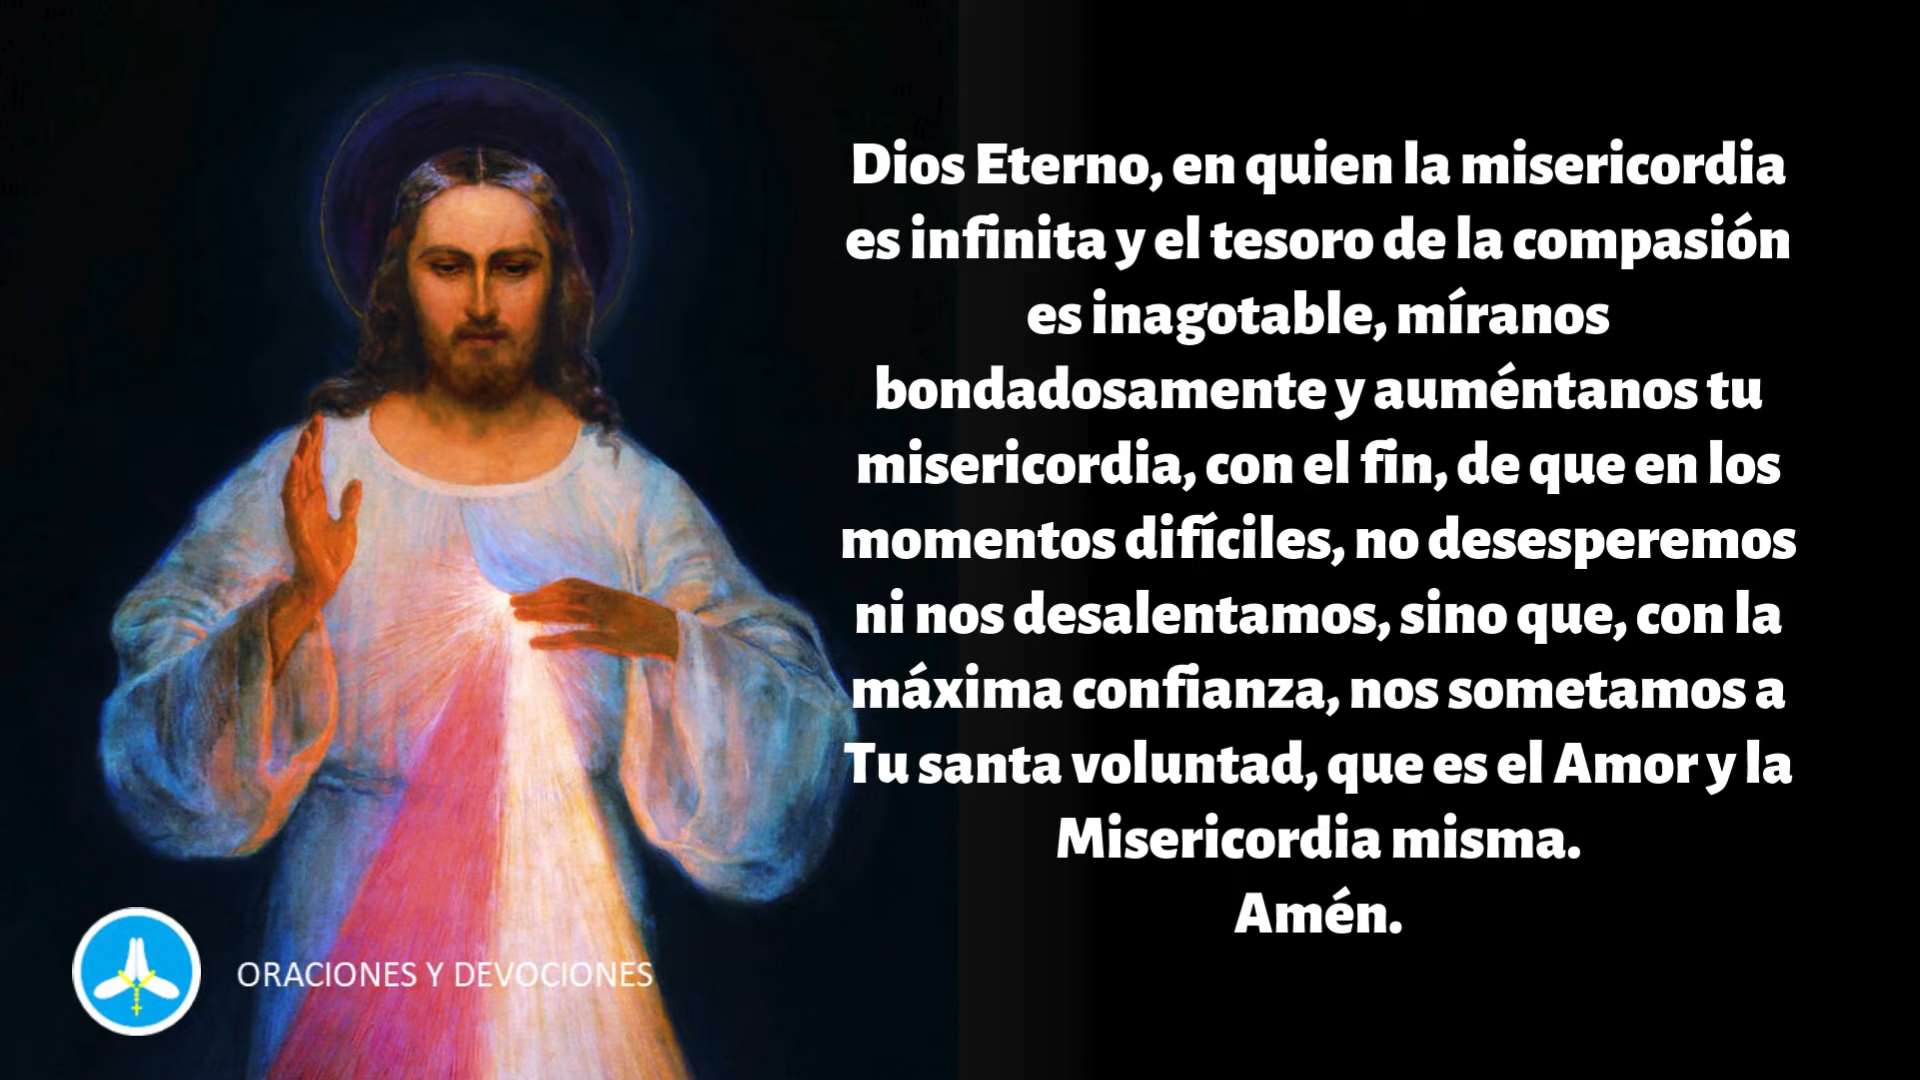 Dios Eterno, en quien la misericordia
es infinita y el tesoro de la compasión
es inagotable, míranos
bondadosamente y auméntanos tu
misericordia, con el fin, de que en los
momentos difíciles, no desesperemos
ni nos desalentamos, sino que, con la
máxima confianza, nos sometamos a
Tu santa voluntad, que es el Amor y la
Misericordia misma.
Amén.
ORACIONES Y DEVOCIONES